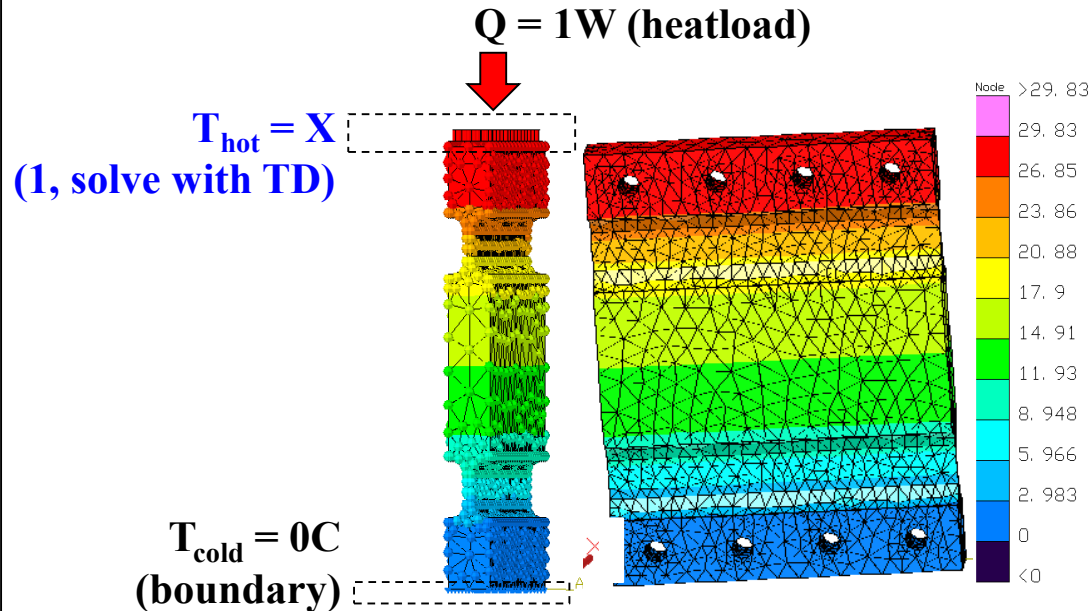 Q = 1W (heatload)
T_hot = X
(1, solve with TD)
T_cold = 0C
(boundary)
X
A
Node >29. 83
29. 83
26. 85
23. 86
20. 88
17. 9
14. 91
11. 93
8. 948
5. 966
2. 983
0
<0